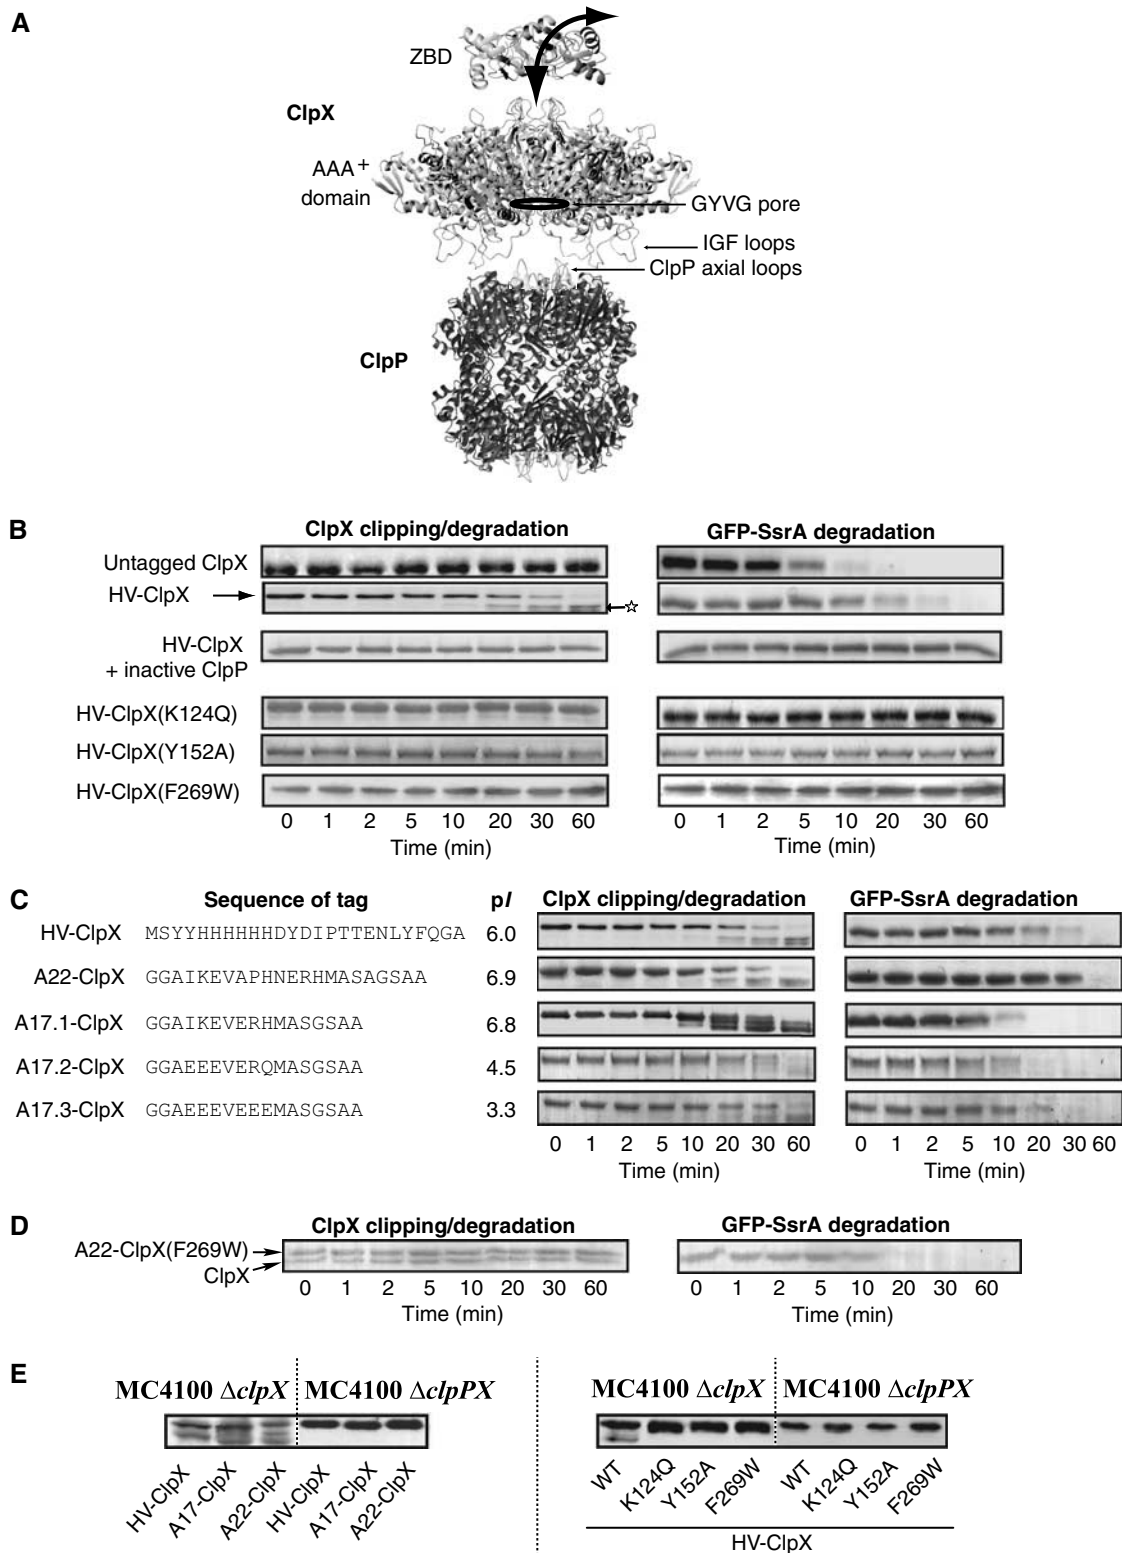 A
ZBD
ClpX
AAA+
domain
GYVG pore
IGF loops
ClpP axial loops
ClpP
B
ClpX clipping/degradation
GFP-SsrA degradation
Untagged ClpX
HV-ClpX
☆
HV-ClpX
+ inactive ClpP
HV-ClpX(K124Q)
HV-ClpX(Y152A)
HV-ClpX(F269W)
0 1 2 5 10 20 30 60
Time (min)
0 1 2 5 10 20 30 60
Time (min)
C
Sequence of tag
pI
ClpX clipping/degradation
GFP-SsrA degradation
HV-ClpX MSYYHHHHHHDYDIPTTENLYFQGA 6.0
A22-ClpX GGAIKEVAPHNERHMASAGSAA 6.9
A17.1-ClpX GGAIKEVERHMASGSAA 6.8
A17.2-ClpX GGAEEEVERQMASGSAA 4.5
A17.3-ClpX GGAEEEVEEEMASGSAA 3.3
0 1 2 5 10 20 30 60
Time (min)
0 1 2 5 10 20 30 60
Time (min)
D
ClpX clipping/degradation
GFP-SsrA degradation
A22-ClpX(F269W)
ClpX
0 1 2 5 10 20 30 60
Time (min)
0 1 2 5 10 20 30 60
Time (min)
E
MC4100 ΔclpX
MC4100 ΔclpPX
HV-ClpX
A17-ClpX
A22-ClpX
HV-ClpX
A17-ClpX
A22-ClpX
MC4100 ΔclpX
MC4100 ΔclpPX
WT
K124Q
Y152A
F269W
WT
K124Q
Y152A
F269W
HV-ClpX